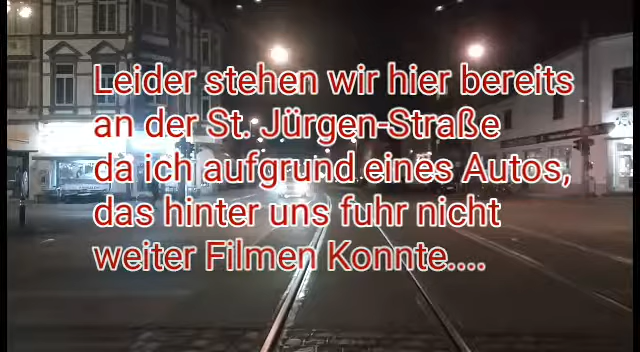 Leider stehen wir hier bereits
an der St. Jürgen-Straße
da ich aufgrund eines Autos,
das hinter uns fuhr nicht
weiter Filmen Konnte....